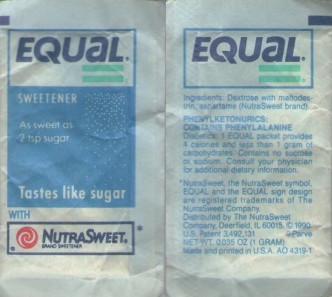 EQUAL®
SWEETENER
As sweet as
2 tsp sugar
Tastes like sugar
WITH
NUTRASWEET®
BRAND SWEETENER
EQUAL®
Ingredients: Dextrose with maltodex-
trin, aspartame (NutraSweet brand).
PHENYLKETONURICS:
CONTAINS PHENYLALANINE
Diabetics: 1 EQUAL packet provides
4 calories and less than 1 gram of
carbohydrates. Contains no sucrose
or sodium. Consult your physician
for additional dietary information.
*NutraSweet, the NutraSweet symbol,
EQUAL and the EQUAL sign design
are registered trademarks of The
NutraSweet Company.
Distributed by The NutraSweet
Company, Deerfield, IL 60015. © 1990.
U.S. Patent 3,492,131 Parve
NET WT. 0.035 OZ (1 GRAM)
Made and printed in U.S.A. AO 4319-1